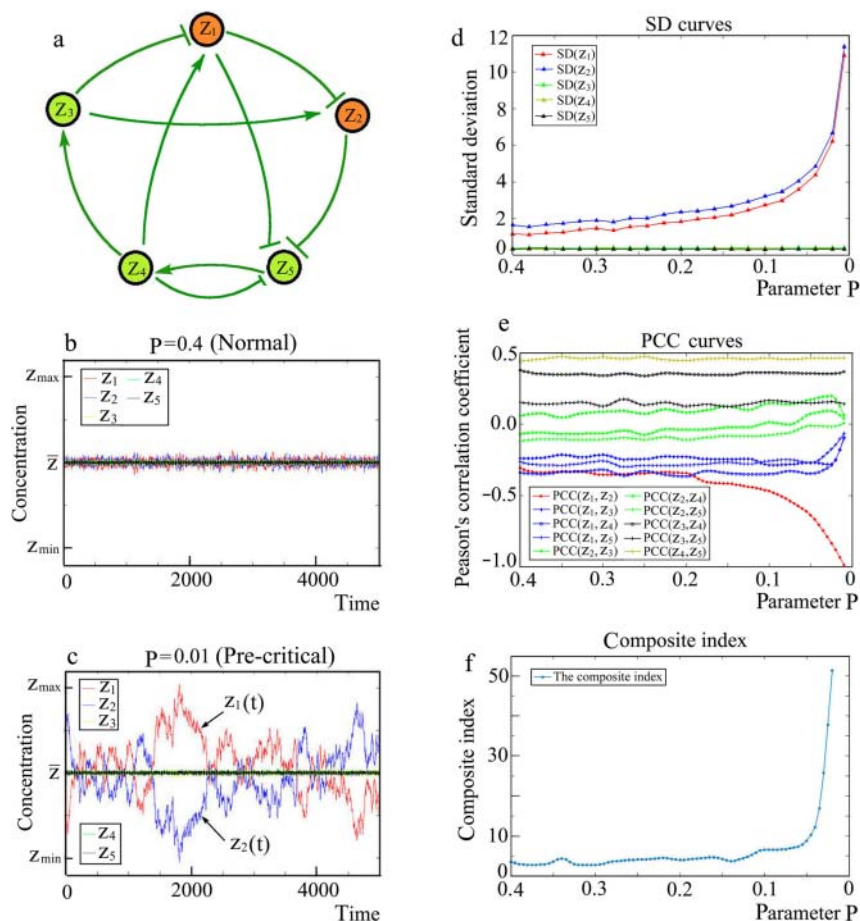 a
Z1
Z3
Z2
Z4
Z5
b
P=0.4 (Normal)
Concentration
zmax
z̅
zmin
Z1
Z2
Z3
Z4
Z5
0
2000
4000
Time
c
P=0.01 (Pre-critical)
Concentration
zmax
z̅
zmin
Z1
Z2
Z3
Z4
Z5
z1(t)
z2(t)
0
2000
4000
Time
d
SD curves
Standard deviation
12
10
8
6
4
2
0
SD(Z1)
SD(Z2)
SD(Z3)
SD(Z4)
SD(Z5)
0.4
0.3
0.2
0.1
0
Parameter P
e
PCC curves
Peason's correlation coefficient
0.5
0.0
-0.5
-1.0
PCC(Z1, Z2)
PCC(Z1, Z3)
PCC(Z1, Z4)
PCC(Z1, Z5)
PCC(Z2, Z3)
PCC(Z2, Z4)
PCC(Z2, Z5)
PCC(Z3, Z4)
PCC(Z3, Z5)
PCC(Z4, Z5)
0.4
0.3
0.2
0.1
0
Parameter P
f
Composite index
Composite index
50
30
10
0
The composite index
0.4
0.3
0.2
0.1
0
Parameter P